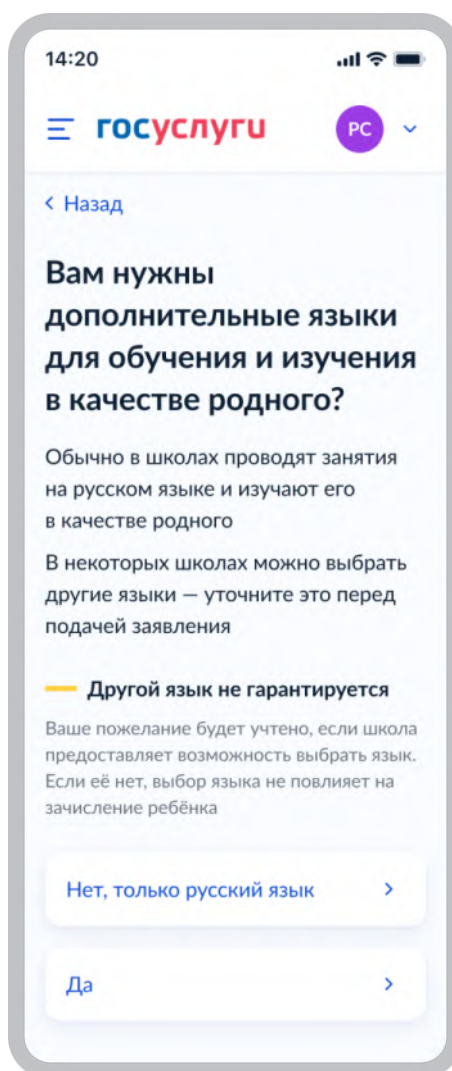 14:20
госуслуги
РС
Назад
Вам нужны
дополнительные языки
для обучения и изучения
в качестве родного?
Обычно в школах проводят занятия
на русском языке и изучают его
в качестве родного
В некоторых школах можно выбрать
другие языки — уточните это перед
подачей заявления
Другой язык не гарантируется
Ваше пожелание будет учтено, если школа
предоставляет возможность выбрать язык.
Если её нет, выбор языка не повлияет на
зачисление ребёнка
Нет, только русский язык
Да